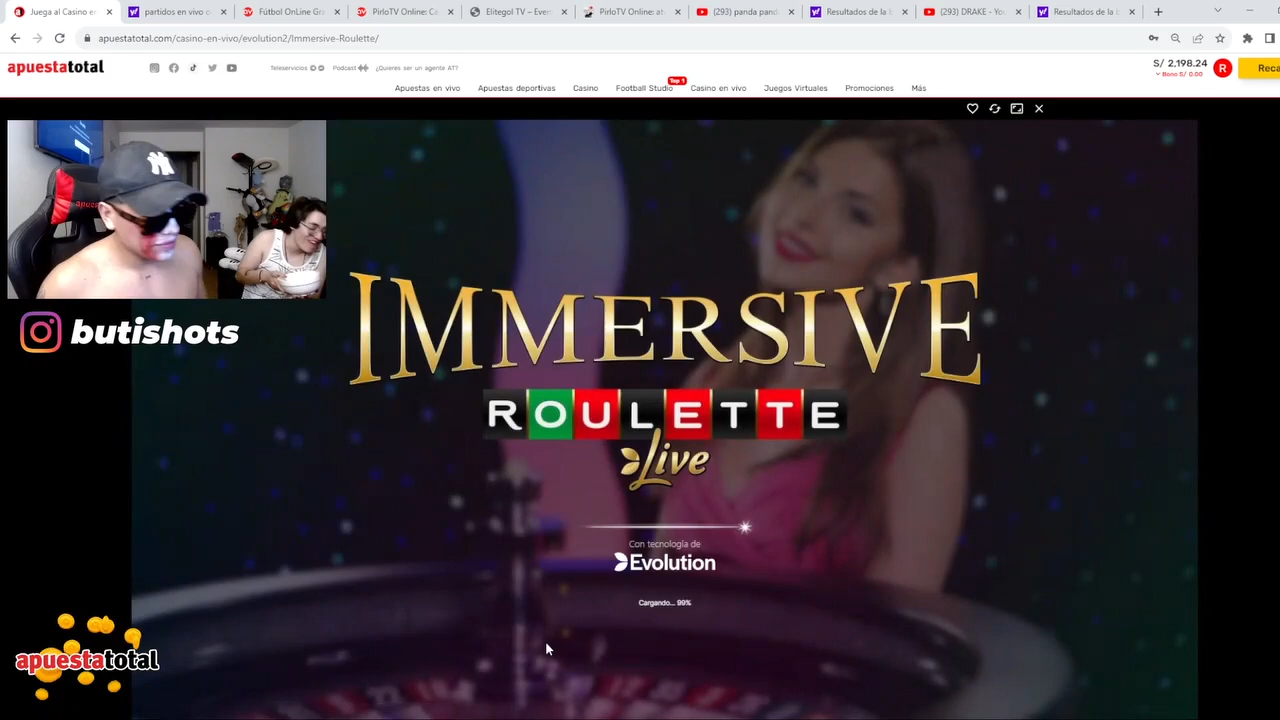 Juega al Casino en
partidos en vivo o
Fútbol OnLine Gra
PirloTV Online: Ca
Elitegol TV – Even
PirloTV Online: at
(293) panda pand
Resultados de la b
(293) DRAKE - Yo
Resultados de la b
apuestatotal.com/casino-en-vivo/evolution2/Immersive-Roulette/
apuestatotal
Teleservicios
Podcast
¿Quieres ser un agente AT?
S/ 2,198.24
Bono S/ 0.00
R
Reca
Top 1
Apuestas en vivo
Apuestas deportivas
Casino
Football Studio
Casino en vivo
Juegos Virtuales
Promociones
Más
butishots
IMMERSIVE
ROULETTE
Live
Con tecnología de
Evolution
Cargando... 99%
apuestatotal